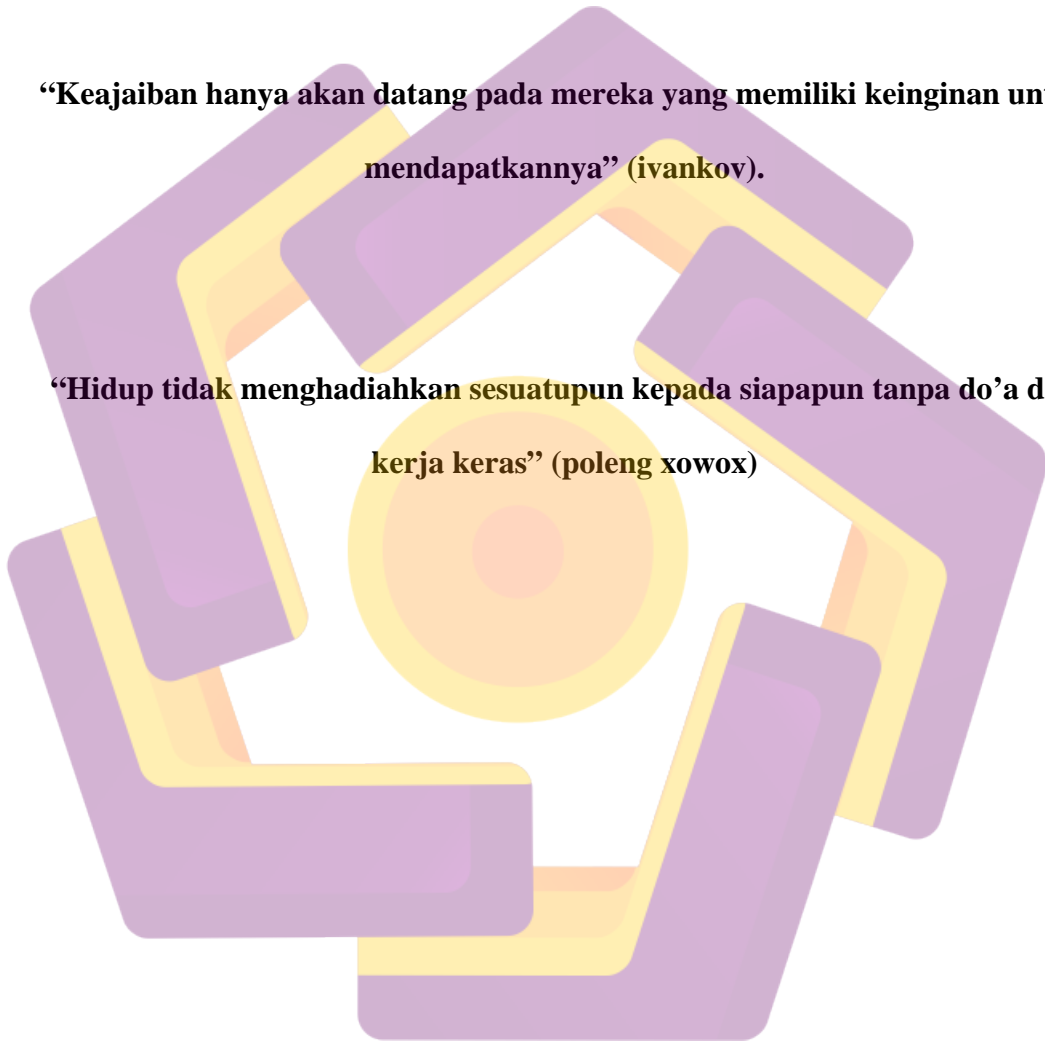 “Keajaiban hanya akan datang pada mereka yang memiliki keinginan
mendapatkannya” (ivankov).
“Hidup tidak menghadiahkan sesuatupun kepada siapapun tanpa do’a
kerja keras” (poleng xowox)